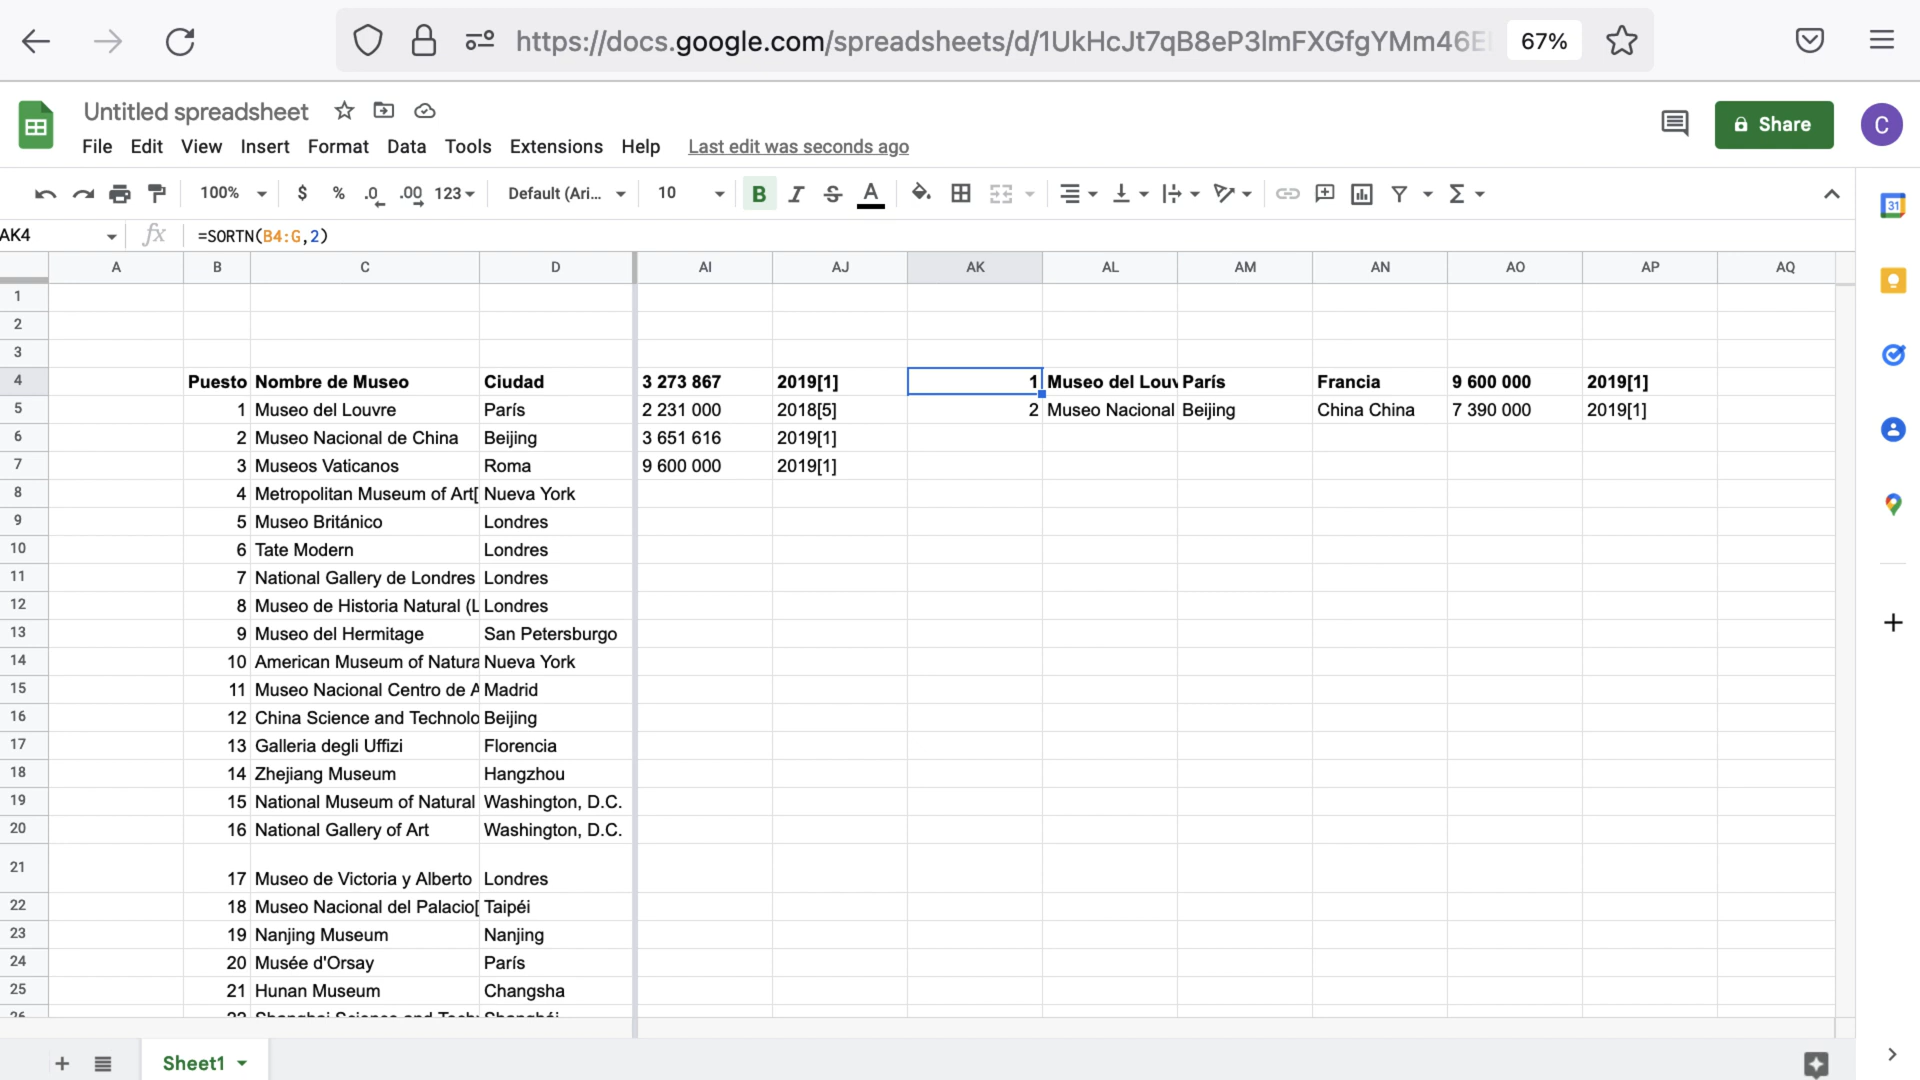 https://docs.google.com/spreadsheets/d/1UkHcJt7qB8eP3lmFXGfgYMm46E
67%
Untitled spreadsheet
Share
C
File Edit View Insert Format Data Tools Extensions Help Last edit was seconds ago
100% $ % .0 .00 123 Default (Ari... 10 B I S A
31
AK4 fx =SORTN(B4:G,2)
A B C D AI AJ AK AL AM AN AO AP AQ
1
2
3
4 Puesto Nombre de Museo Ciudad 3 273 867 2019[1] 1 Museo del Louv París Francia 9 600 000 2019[1]
5 1 Museo del Louvre París 2 231 000 2018[5] 2 Museo Nacional Beijing China China 7 390 000 2019[1]
6 2 Museo Nacional de China Beijing 3 651 616 2019[1]
7 3 Museos Vaticanos Roma 9 600 000 2019[1]
8 4 Metropolitan Museum of Art[ Nueva York
9 5 Museo Británico Londres
10 6 Tate Modern Londres
11 7 National Gallery de Londres Londres
12 8 Museo de Historia Natural (L Londres
13 9 Museo del Hermitage San Petersburgo
14 10 American Museum of Natura Nueva York
15 11 Museo Nacional Centro de A Madrid
16 12 China Science and Technolo Beijing
17 13 Galleria degli Uffizi Florencia
18 14 Zhejiang Museum Hangzhou
19 15 National Museum of Natural Washington, D.C.
20 16 National Gallery of Art Washington, D.C.
21 17 Museo de Victoria y Alberto Londres
22 18 Museo Nacional del Palacio[ Taipéi
23 19 Nanjing Museum Nanjing
24 20 Musée d'Orsay París
25 21 Hunan Museum Changsha
26 22 Shanghai Science and Tech Shanghái
Sheet1